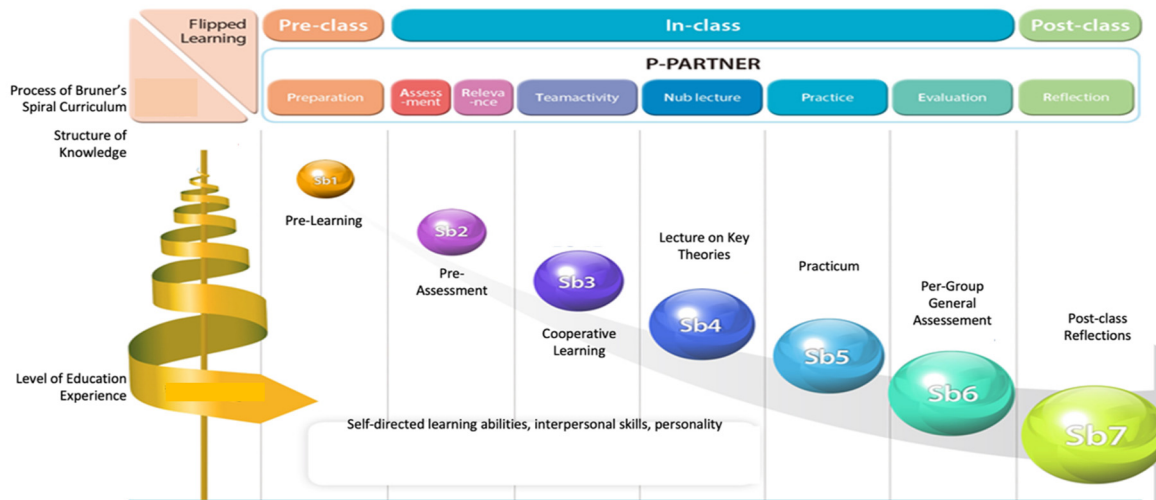 Flipped
Learning
Pre-class
In-class
Post-class
P-PARTNER
Process of Bruner's
Spiral Curriculum
Preparation
Assess
-ment
Releva
-nce
Teamactivity
Nub lecture
Practice
Evaluation
Reflection
Structure of
Knowledge
Sb1
Pre-Learning
Sb2
Pre-
Assessment
Sb3
Cooperative
Learning
Lecture on Key
Theories
Sb4
Practicum
Sb5
Per-Group
General
Assessement
Sb6
Post-class
Reflections
Sb7
Level of Education
Experience
Self-directed learning abilities, interpersonal skills, personality